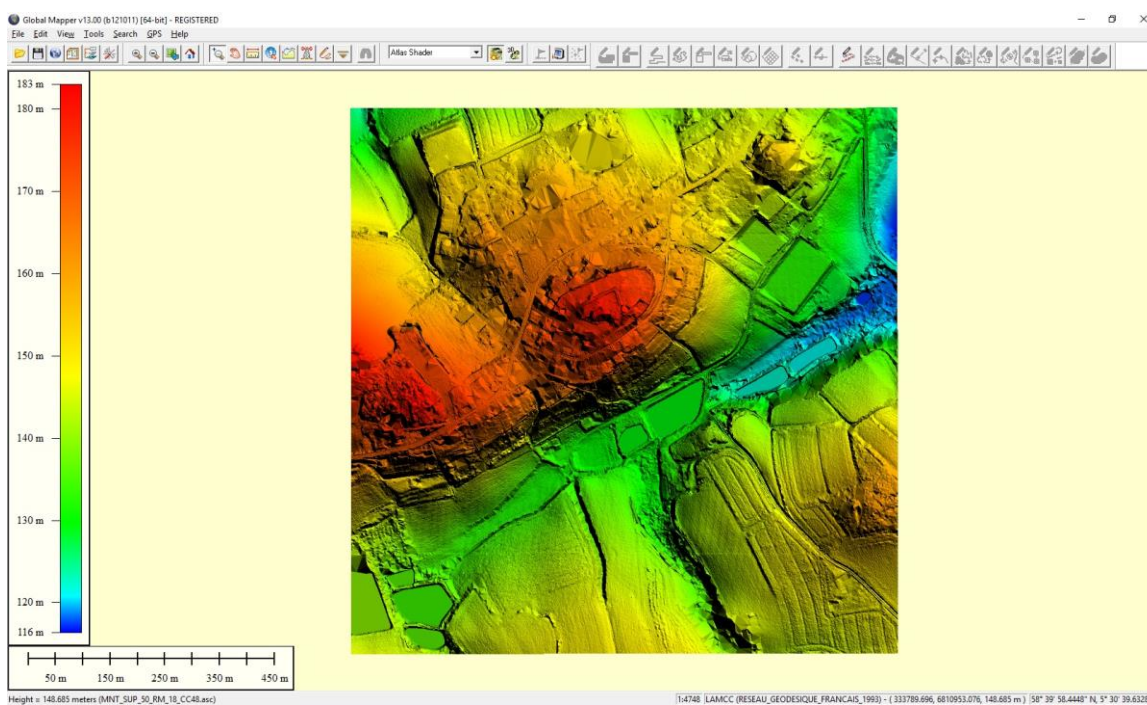 Global Mapper v13.00 (b121011) [64-bit] - REGISTERED
File Edit View Tools Search GPS Help
Atlas Shader
183 m
180 m
170 m
160 m
150 m
140 m
130 m
120 m
116 m
50 m 150 m 250 m 350 m 450 m
Height = 148.685 meters (MNT_SUP_50_RM_18_CC48.asc)
1:4748 LAMCC (RESEAU_GEODESIQUE_FRANCAIS_1993) - ( 333789.696, 6810953.076, 148.685 m ) 58° 39' 58.4448" N, 5° 30' 39.6328